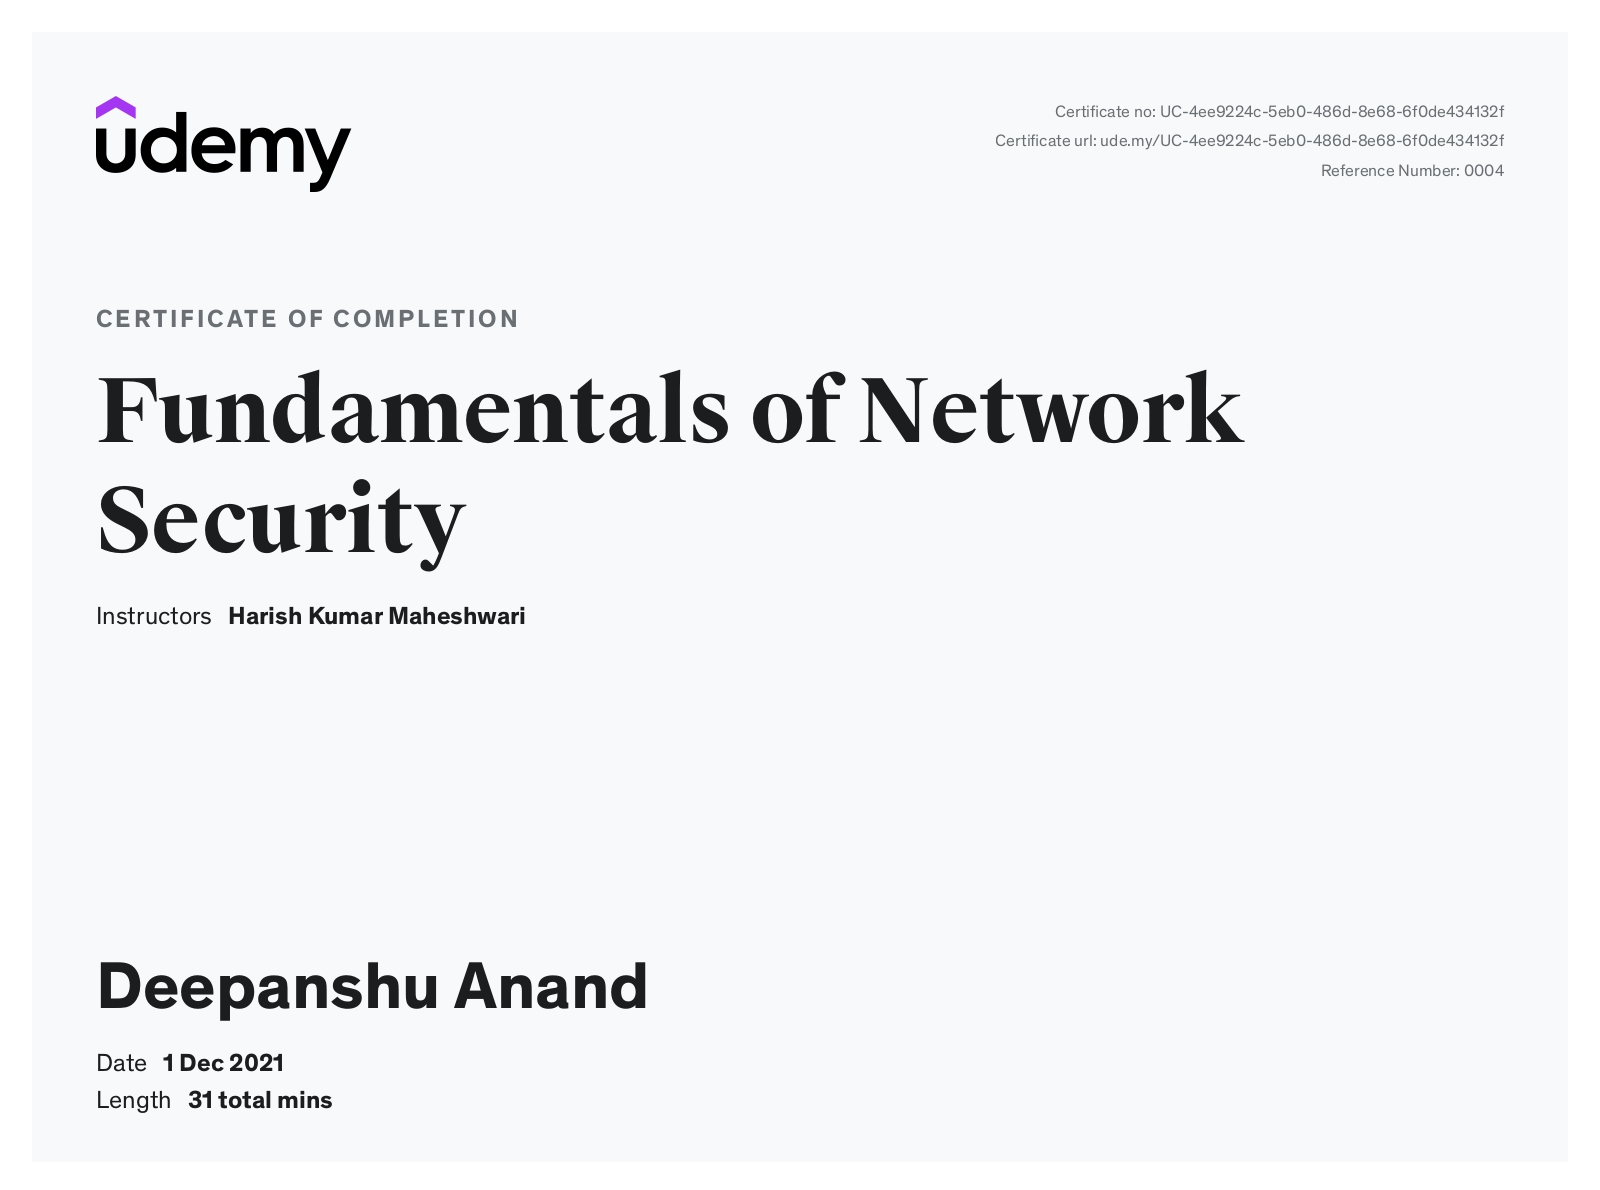 udemy
Certificate no: UC-4ee9224c-5eb0-486d-8e68-6f0de434132f
Certificate url: ude.my/UC-4ee9224c-5eb0-486d-8e68-6f0de434132f
Reference Number: 0004
CERTIFICATE OF COMPLETION
Fundamentals of Network
Security
Instructors Harish Kumar Maheshwari
Deepanshu Anand
Date 1 Dec 2021
Length 31 total mins